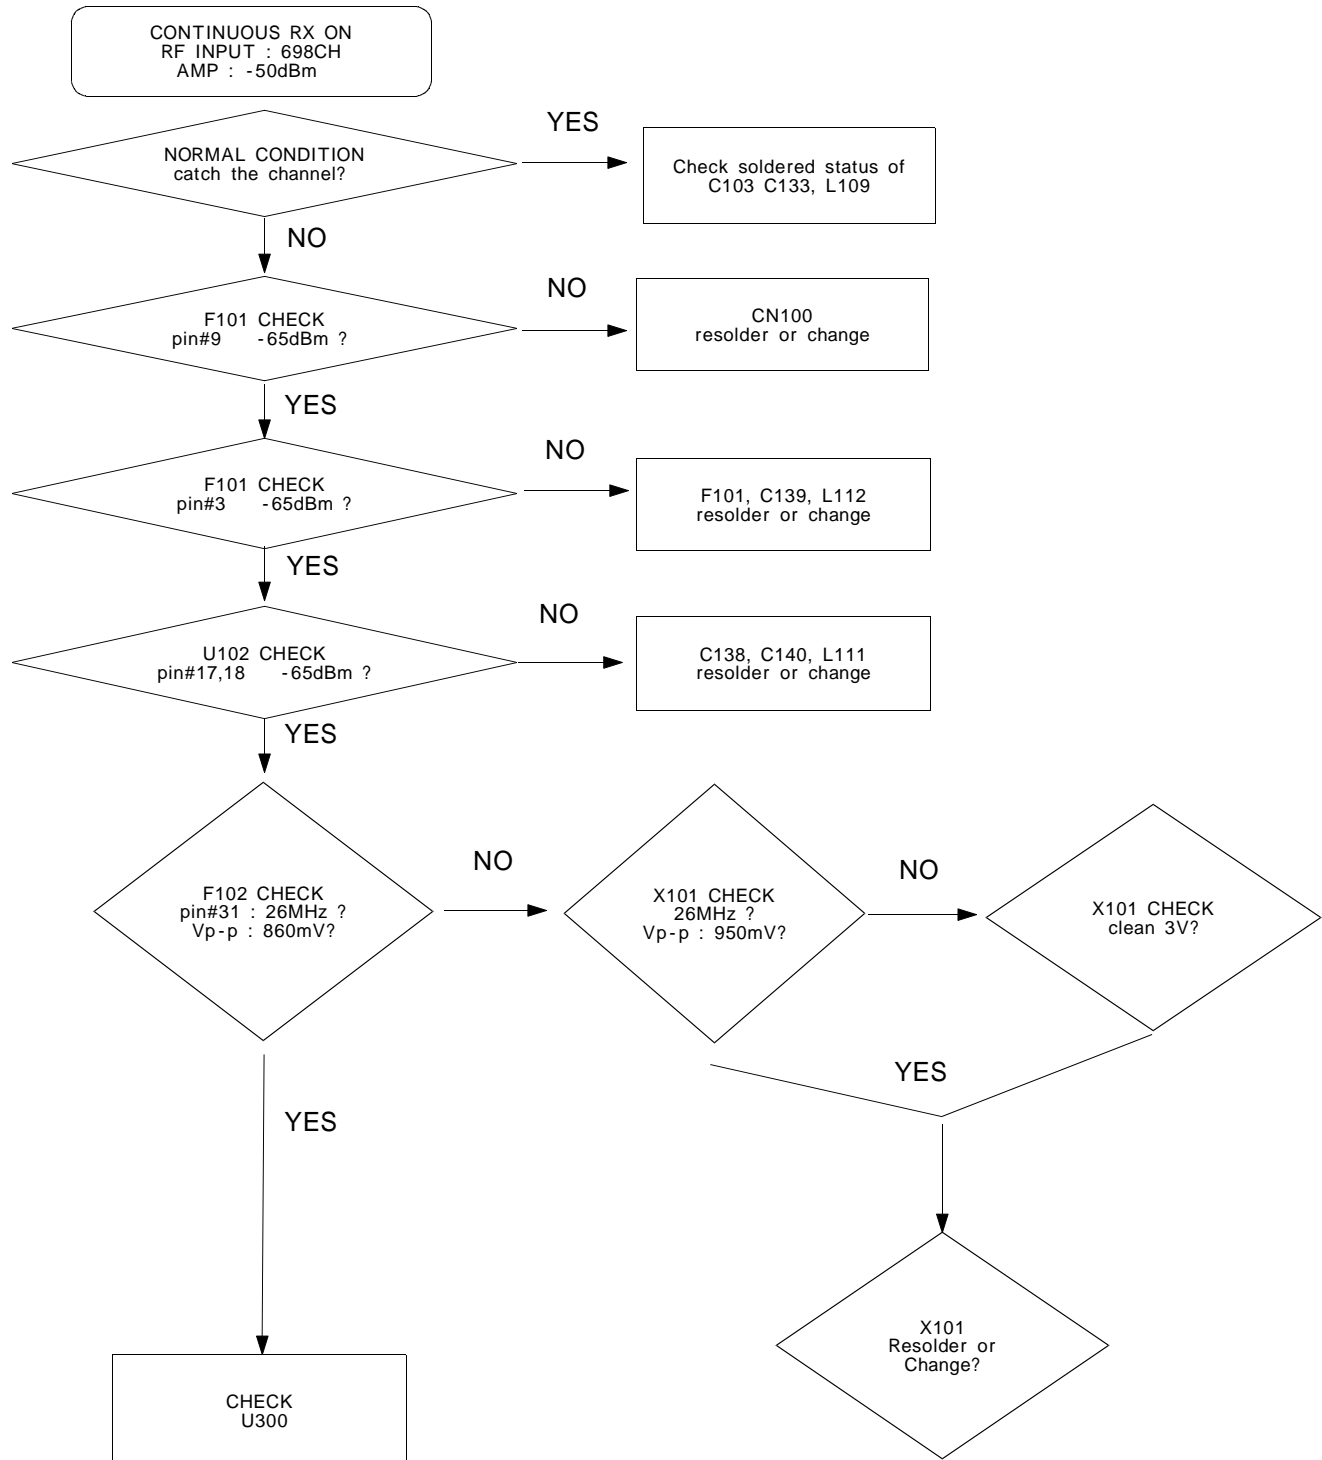 CONTINUOUS RX ON
RF INPUT : 698CH
AMP : -50dBm
NORMAL CONDITION
catch the channel?
YES
Check soldered status of
C103 C133, L109
NO
F101 CHECK
pin#9 -65dBm ?
NO
CN100
resolder or change
YES
F101 CHECK
pin#3 -65dBm ?
NO
F101, C139, L112
resolder or change
YES
U102 CHECK
pin#17,18 -65dBm ?
NO
C138, C140, L111
resolder or change
YES
F102 CHECK
pin#31 : 26MHz ?
Vp-p : 860mV?
NO
X101 CHECK
26MHz ?
Vp-p : 950mV?
NO
X101 CHECK
clean 3V?
YES
YES
X101
Resolder or
Change?
CHECK
U300